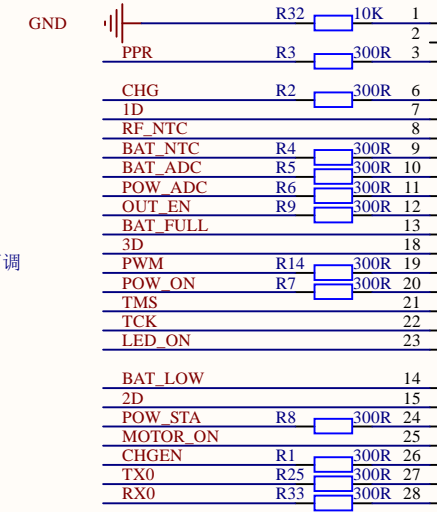 GND R32 10K 1
2
PPR R3 300R 3
CHG R2 300R 6
1D 7
RF_NTC 8
BAT_NTC R4 300R 9
BAT_ADC R5 300R 10
POW_ADC R6 300R 11
OUT_EN R9 300R 12
BAT_FULL 13
3D 18
调
PWM R14 300R 19
POW_ON R7 300R 20
TMS 21
TCK 22
LED_ON 23
BAT_LOW 14
2D 15
POW_STA R8 300R 24
MOTOR_ON 25
CHGEN R1 300R 26
TX0 R25 300R 27
RX0 R33 300R 28